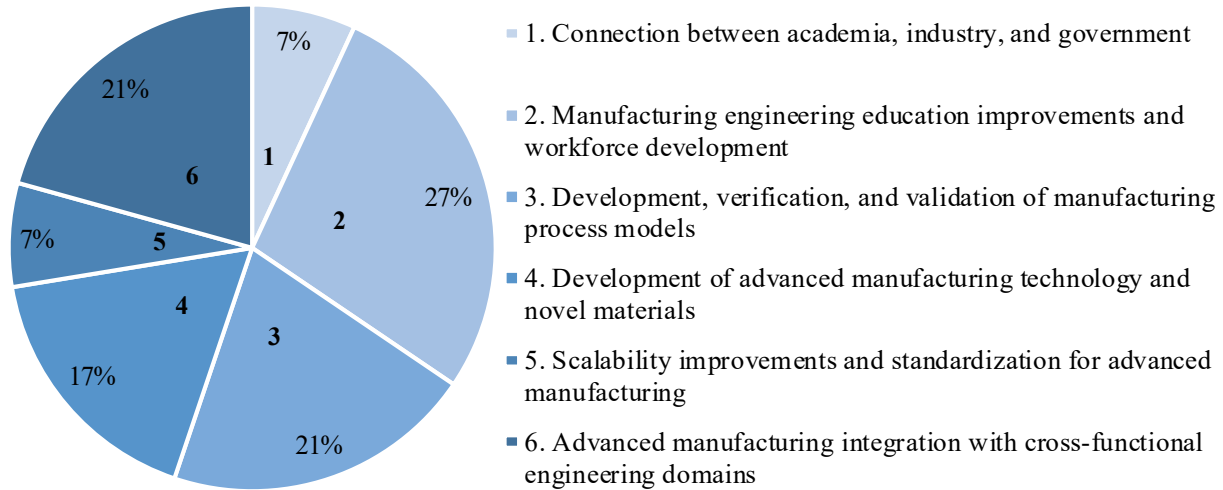 7%
1
27%
2
21%
3
17%
4
7%
5
21%
6
1. Connection between academia, industry, and government
2. Manufacturing engineering education improvements and
workforce development
3. Development, verification, and validation of manufacturing
process models
4. Development of advanced manufacturing technology and
novel materials
5. Scalability improvements and standardization for advanced
manufacturing
6. Advanced manufacturing integration with cross-functional
engineering domains